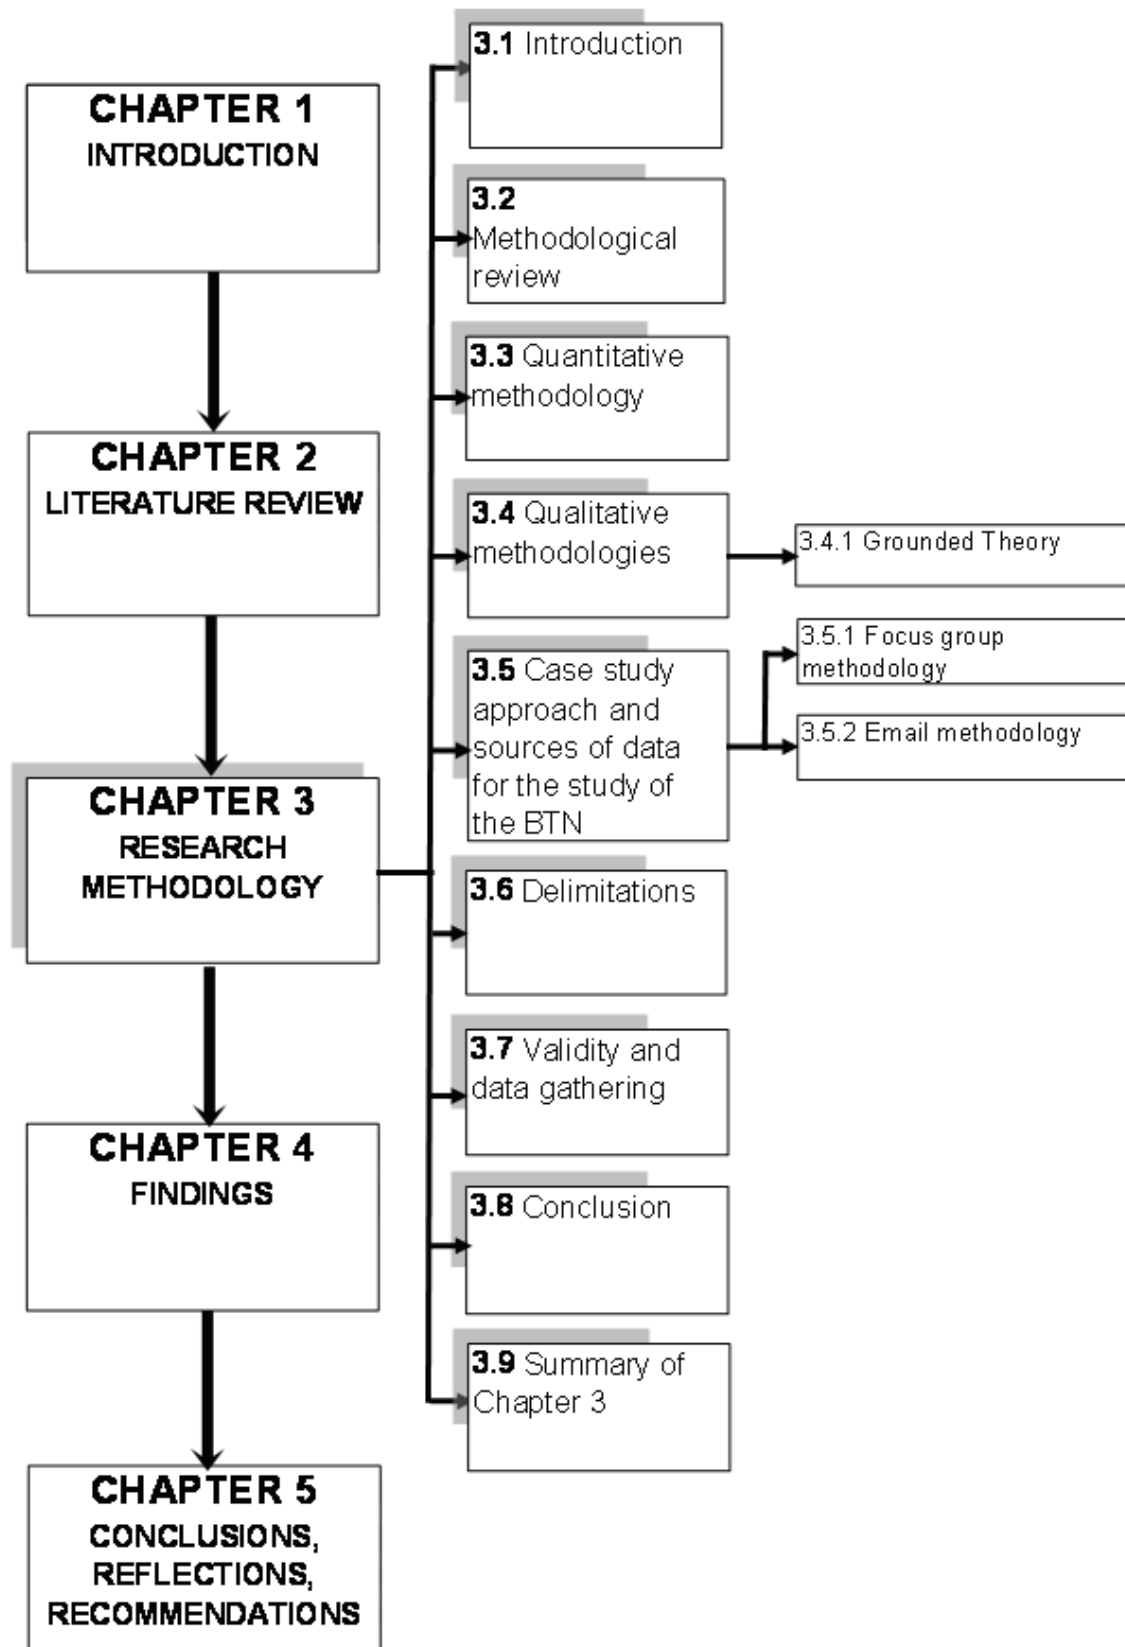 CHAPTER 1
INTRODUCTION
CHAPTER 2
LITERATURE REVIEW
CHAPTER 3
RESEARCH
METHODOLOGY
CHAPTER 4
FINDINGS
CHAPTER 5
CONCLUSIONS,
REFLECTIONS,
RECOMMENDATIONS
3.1 Introduction
3.2
Methodological
review
3.3 Quantitative
methodology
3.4 Qualitative
methodologies
3.4.1 Grounded Theory
3.5 Case study
approach and
sources of data
for the study of
the BTN
3.5.1 Focus group
methodology
3.5.2 Email methodology
3.6 Delimitations
3.7 Validity and
data gathering
3.8 Conclusion
3.9 Summary of
Chapter 3